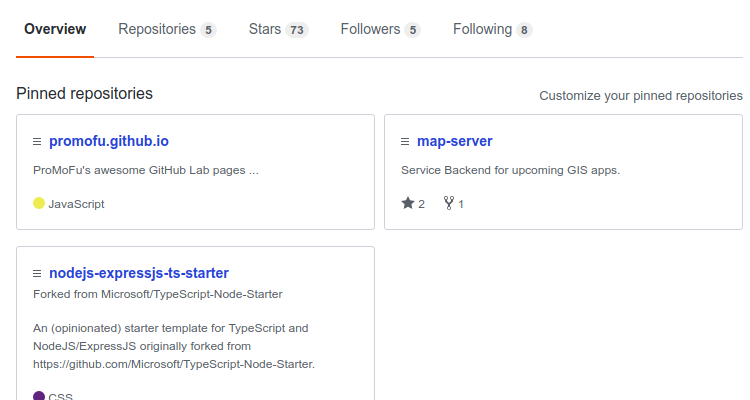 Overview Repositories 5 Stars 73 Followers 5 Following 8
Pinned repositories Customize your pinned repositories
promofu.github.io
ProMoFu's awesome GitHub Lab pages ...
JavaScript
map-server
Service Backend for upcoming GIS apps.
2 1
nodejs-expressjs-ts-starter
Forked from Microsoft/TypeScript-Node-Starter
An (opinionated) starter template for TypeScript and
NodeJS/ExpressJS originally forked from
https://github.com/Microsoft/TypeScript-Node-Starter.
CSS